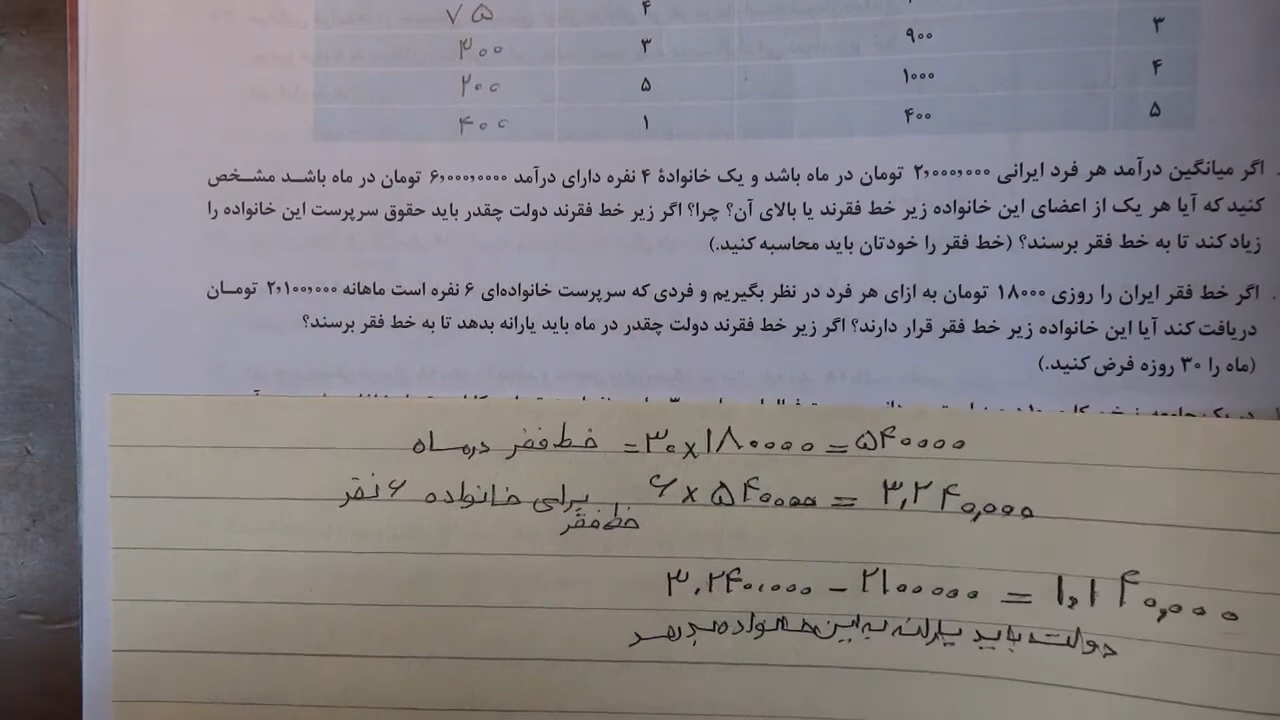 ۴ ۷۵
۳ ۹۰۰ ۳ ۳۰۰
۴ ۱۰۰۰ ۵ ۲۰۰
۵ ۴۰۰ ۱ ۴۰۰
اگر میانگین درآمد هر فرد ایرانی ۲,۰۰۰,۰۰۰ تومان در ماه باشد و یک خانوادهٔ ۴ نفره دارای درآمد ۶,۰۰۰,۰۰۰۰ تومان در ماه باشد مشخص
کنید که آیا هر یک از اعضای این خانواده زیر خط فقرند یا بالای آن؟ چرا؟ اگر زیر خط فقرند دولت چقدر باید حقوق سرپرست این خانواده را
زیاد کند تا به خط فقر برسند؟ (خط فقر را خودتان باید محاسبه کنید.)
اگر خط فقر ایران را روزی ۱۸۰۰۰ تومان به ازای هر فرد در نظر بگیریم و فردی که سرپرست خانواده‌ای ۶ نفره است ماهانه ۲,۱۰۰,۰۰۰ تومان
دریافت کند آیا این خانواده زیر خط فقر قرار دارند؟ اگر زیر خط فقرند دولت چقدر در ماه باید یارانه بدهد تا به خط فقر برسند؟
(ماه را ۳۰ روزه فرض کنید.)
خط فقر در ماه = ۳۰×۱۸۰۰۰۰ = ۵۴۰۰۰۰
خط فقر برای خانواده ۶ نفر ۶ × ۵۴۰۰۰۰ = ۳,۲۴۰,۰۰۰
۳,۲۴۰,۰۰۰ - ۲۱۰۰۰۰۰ = ۱,۱۴۰,۰۰۰
دولت باید یارانه به این خانواده بدهد